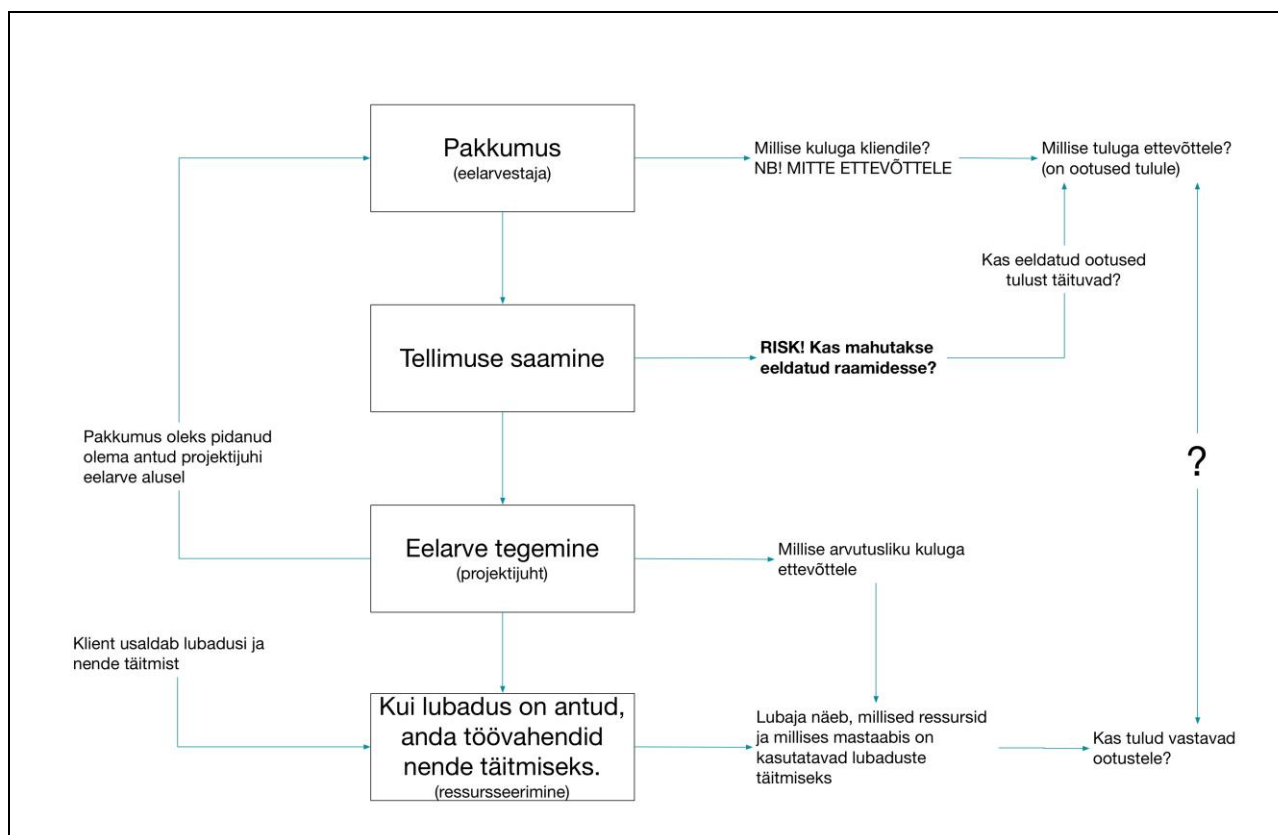 Pakkumus
(eelarvestaja)
Millise kuluga kliendile?
NB! MITTE ETTEVÕTTELE
Millise tuluga ettevõttele?
(on ootused tulule)
Kas eeldatud ootused
tulust täituvad?
Tellimuse saamine
RISK! Kas mahutakse
eeldatud raamidesse?
Pakkumus oleks pidanud
olema antud projektijuhi
eelarve alusel
?
Eelarve tegemine
(projektijuht)
Millise arvutusliku kuluga
ettevõttele
Klient usaldab lubadusi ja
nende täitmist
Kui lubadus on antud,
anda töövahendid
nende täitmiseks.
(ressursseerimine)
Lubaja näeb, millised ressursid
ja millises mastaabis on
kasutatavad lubaduste
täitmiseks
Kas tulud vastavad
ootustele?